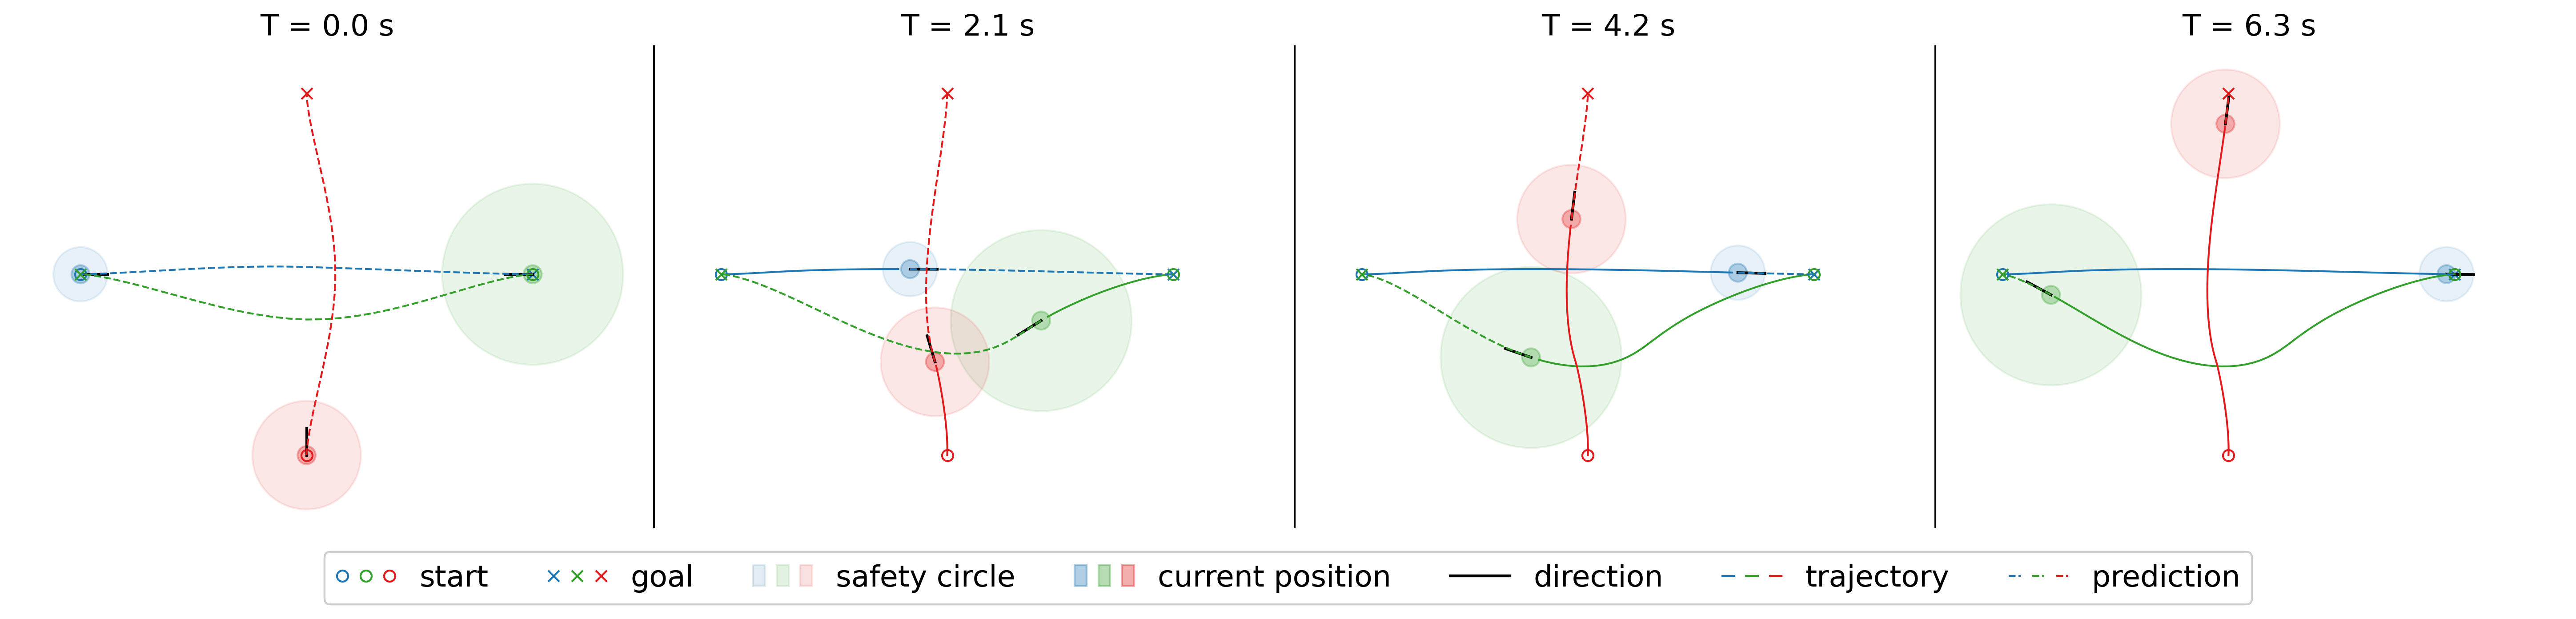 T = 0.0 s
T = 2.1 s
T = 4.2 s
T = 6.3 s
start goal safety circle current position direction trajectory prediction